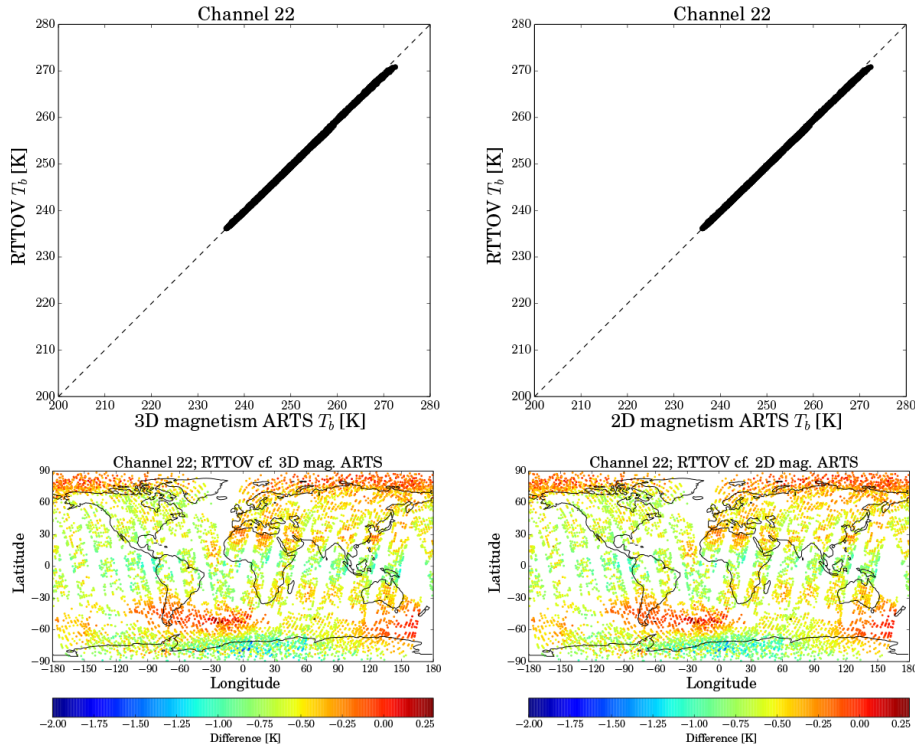 Channel 22
280
270
260
250
240
230
220
210
200
RTTOV T_b [K]
200 210 220 230 240 250 260 270 280
3D magnetism ARTS T_b [K]
Channel 22
280
270
260
250
240
230
220
210
200
RTTOV T_b [K]
200 210 220 230 240 250 260 270 280
2D magnetism ARTS T_b [K]
Channel 22; RTTOV cf. 3D mag. ARTS
90
60
30
0
−30
−60
−90
Latitude
−180 −150 −120 −90 −60 −30 0 30 60 90 120 150 180
Longitude
−2.00 −1.75 −1.50 −1.25 −1.00 −0.75 −0.50 −0.25 0.00 0.25
Difference [K]
Channel 22; RTTOV cf. 2D mag. ARTS
90
60
30
0
−30
−60
−90
Latitude
−180 −150 −120 −90 −60 −30 0 30 60 90 120 150 180
Longitude
−2.00 −1.75 −1.50 −1.25 −1.00 −0.75 −0.50 −0.25 0.00 0.25
Difference [K]